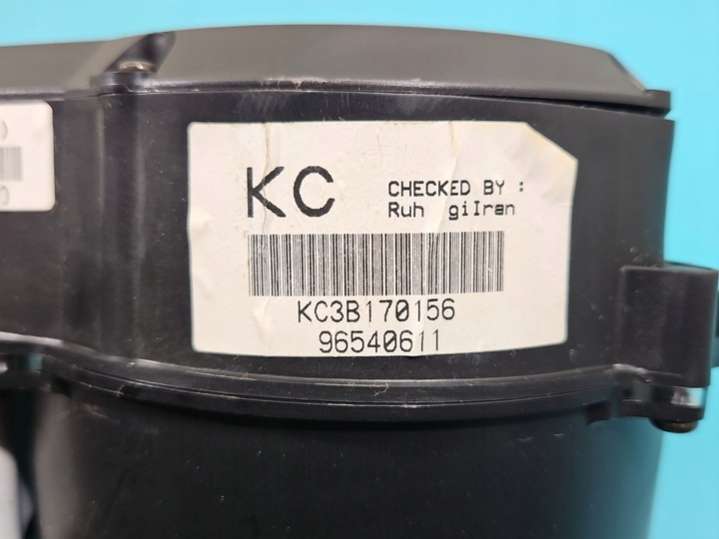 KC
CHECKED BY :
Ruh giIran
KC3B170156
96540611